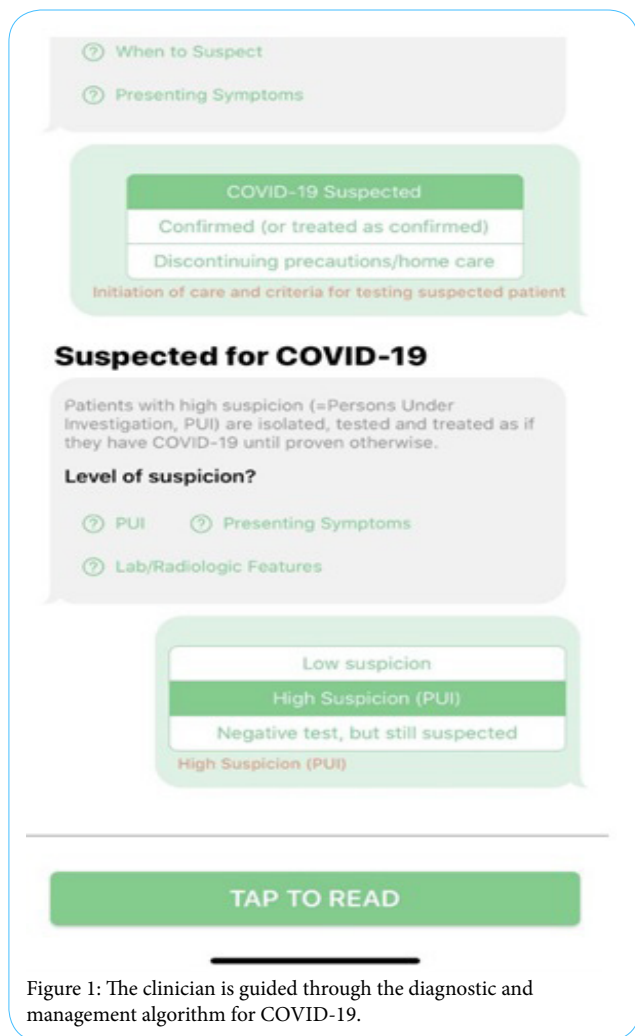 When to Suspect
Presenting Symptoms
COVID-19 Suspected
Confirmed (or treated as confirmed)
Discontinuing precautions/home care
Initiation of care and criteria for testing suspected patient
Suspected for COVID-19
Patients with high suspicion (=Persons Under
Investigation, PUI) are isolated, tested and treated as if
they have COVID-19 until proven otherwise.
Level of suspicion?
PUI Presenting Symptoms
Lab/Radiologic Features
Low suspicion
High Suspicion (PUI)
Negative test, but still suspected
High Suspicion (PUI)
TAP TO READ
Figure 1: The clinician is guided through the diagnostic and
management algorithm for COVID-19.